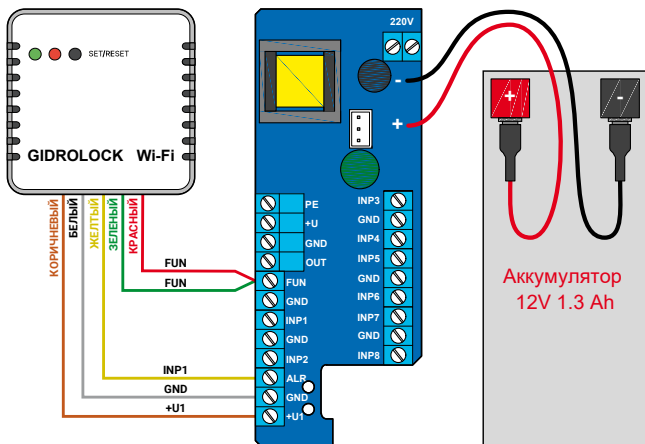 SET/RESET
GIDROLOCK Wi-Fi
КОРИЧНЕВЫЙ
БЕЛЫЙ
ЖЕЛТЫЙ
ЗЕЛЕНЫЙ
КРАСНЫЙ
FUN
FUN
INP1
GND
+U1
220V
-
+
PE
+U
GND
OUT
FUN
GND
INP1
GND
INP2
ALR
GND
+U1
INP3
GND
INP4
INP5
GND
INP6
INP7
GND
INP8
+
-
Аккумулятор
12V 1.3 Ah